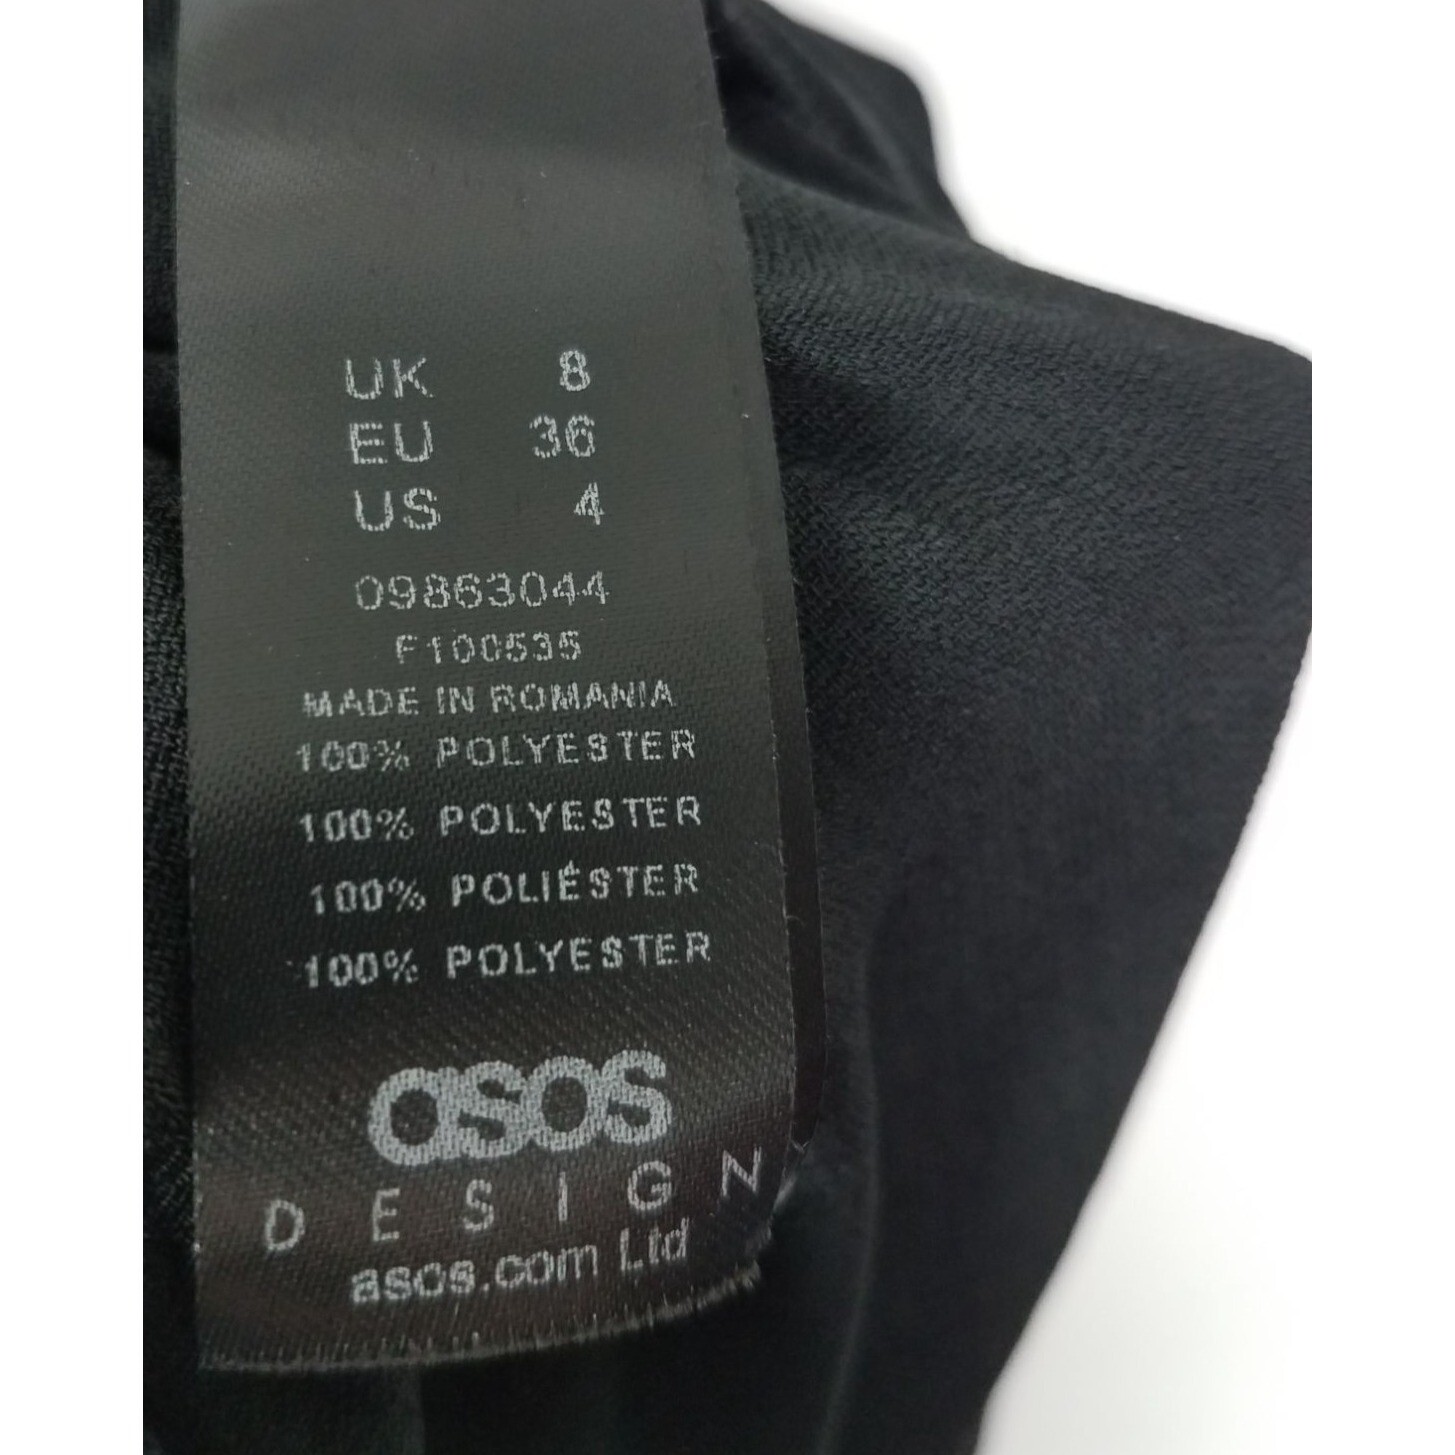 UK 8
EU 36
US 4
09863044
F100535
MADE IN ROMANIA
100% POLYESTER
100% POLYESTER
100% POLIÉSTER
100% POLYESTER
asos
DESIGN
asos.com Ltd